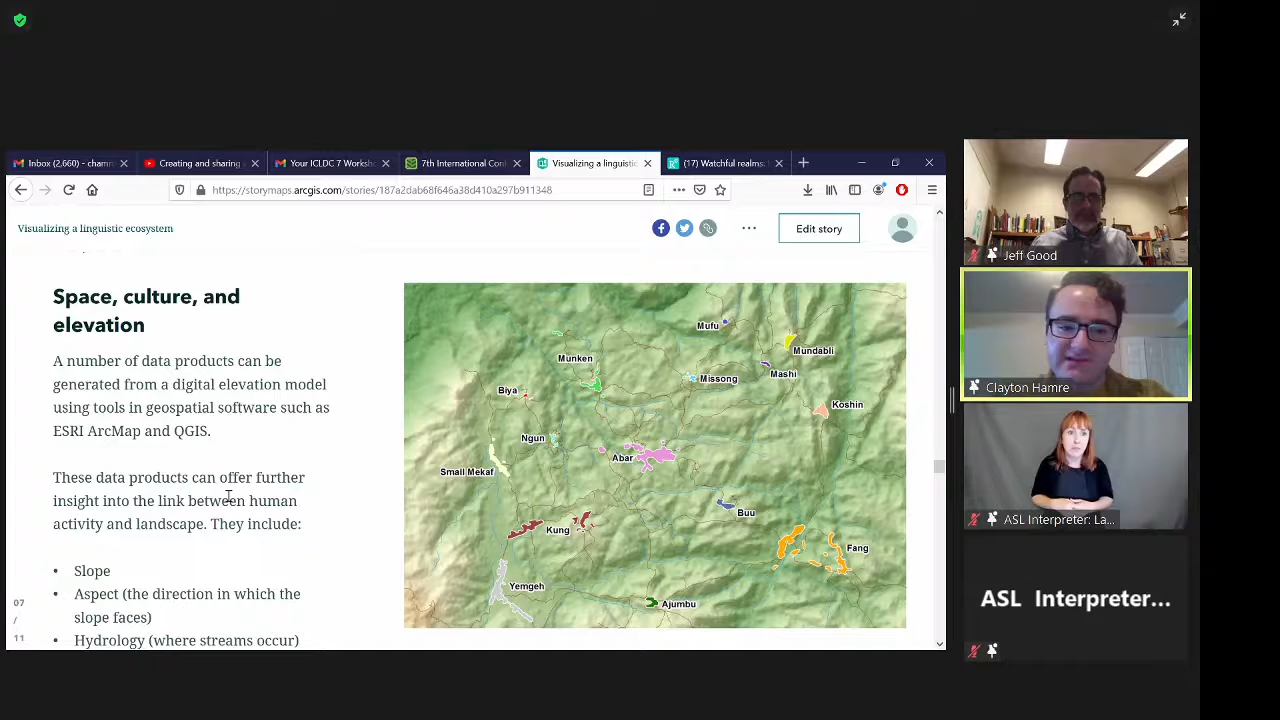 Inbox (2,660) - chamr
Creating and sharing
Your ICLDC 7 Worksho
7th International Con
Visualizing a linguistic
(17) Watchful realms:
https://storymaps.arcgis.com/stories/187a2dab68f646a38d410a297b911348
Visualizing a linguistic ecosystem
Edit story
Space, culture, and
elevation
A number of data products can be
generated from a digital elevation model
using tools in geospatial software such as
ESRI ArcMap and QGIS.
These data products can offer further
insight into the link between human
activity and landscape. They include:
• Slope
• Aspect (the direction in which the
slope faces)
• Hydrology (where streams occur)
07
/
11
Mufu
Mundabli
Munken
Mashi
Missong
Biya
Koshin
Ngun
Abar
Small Mekaf
Buu
Kung
Fang
Yemgeh
Ajumbu
Jeff Good
Clayton Hamre
ASL Interpreter: La...
ASL Interpreter...